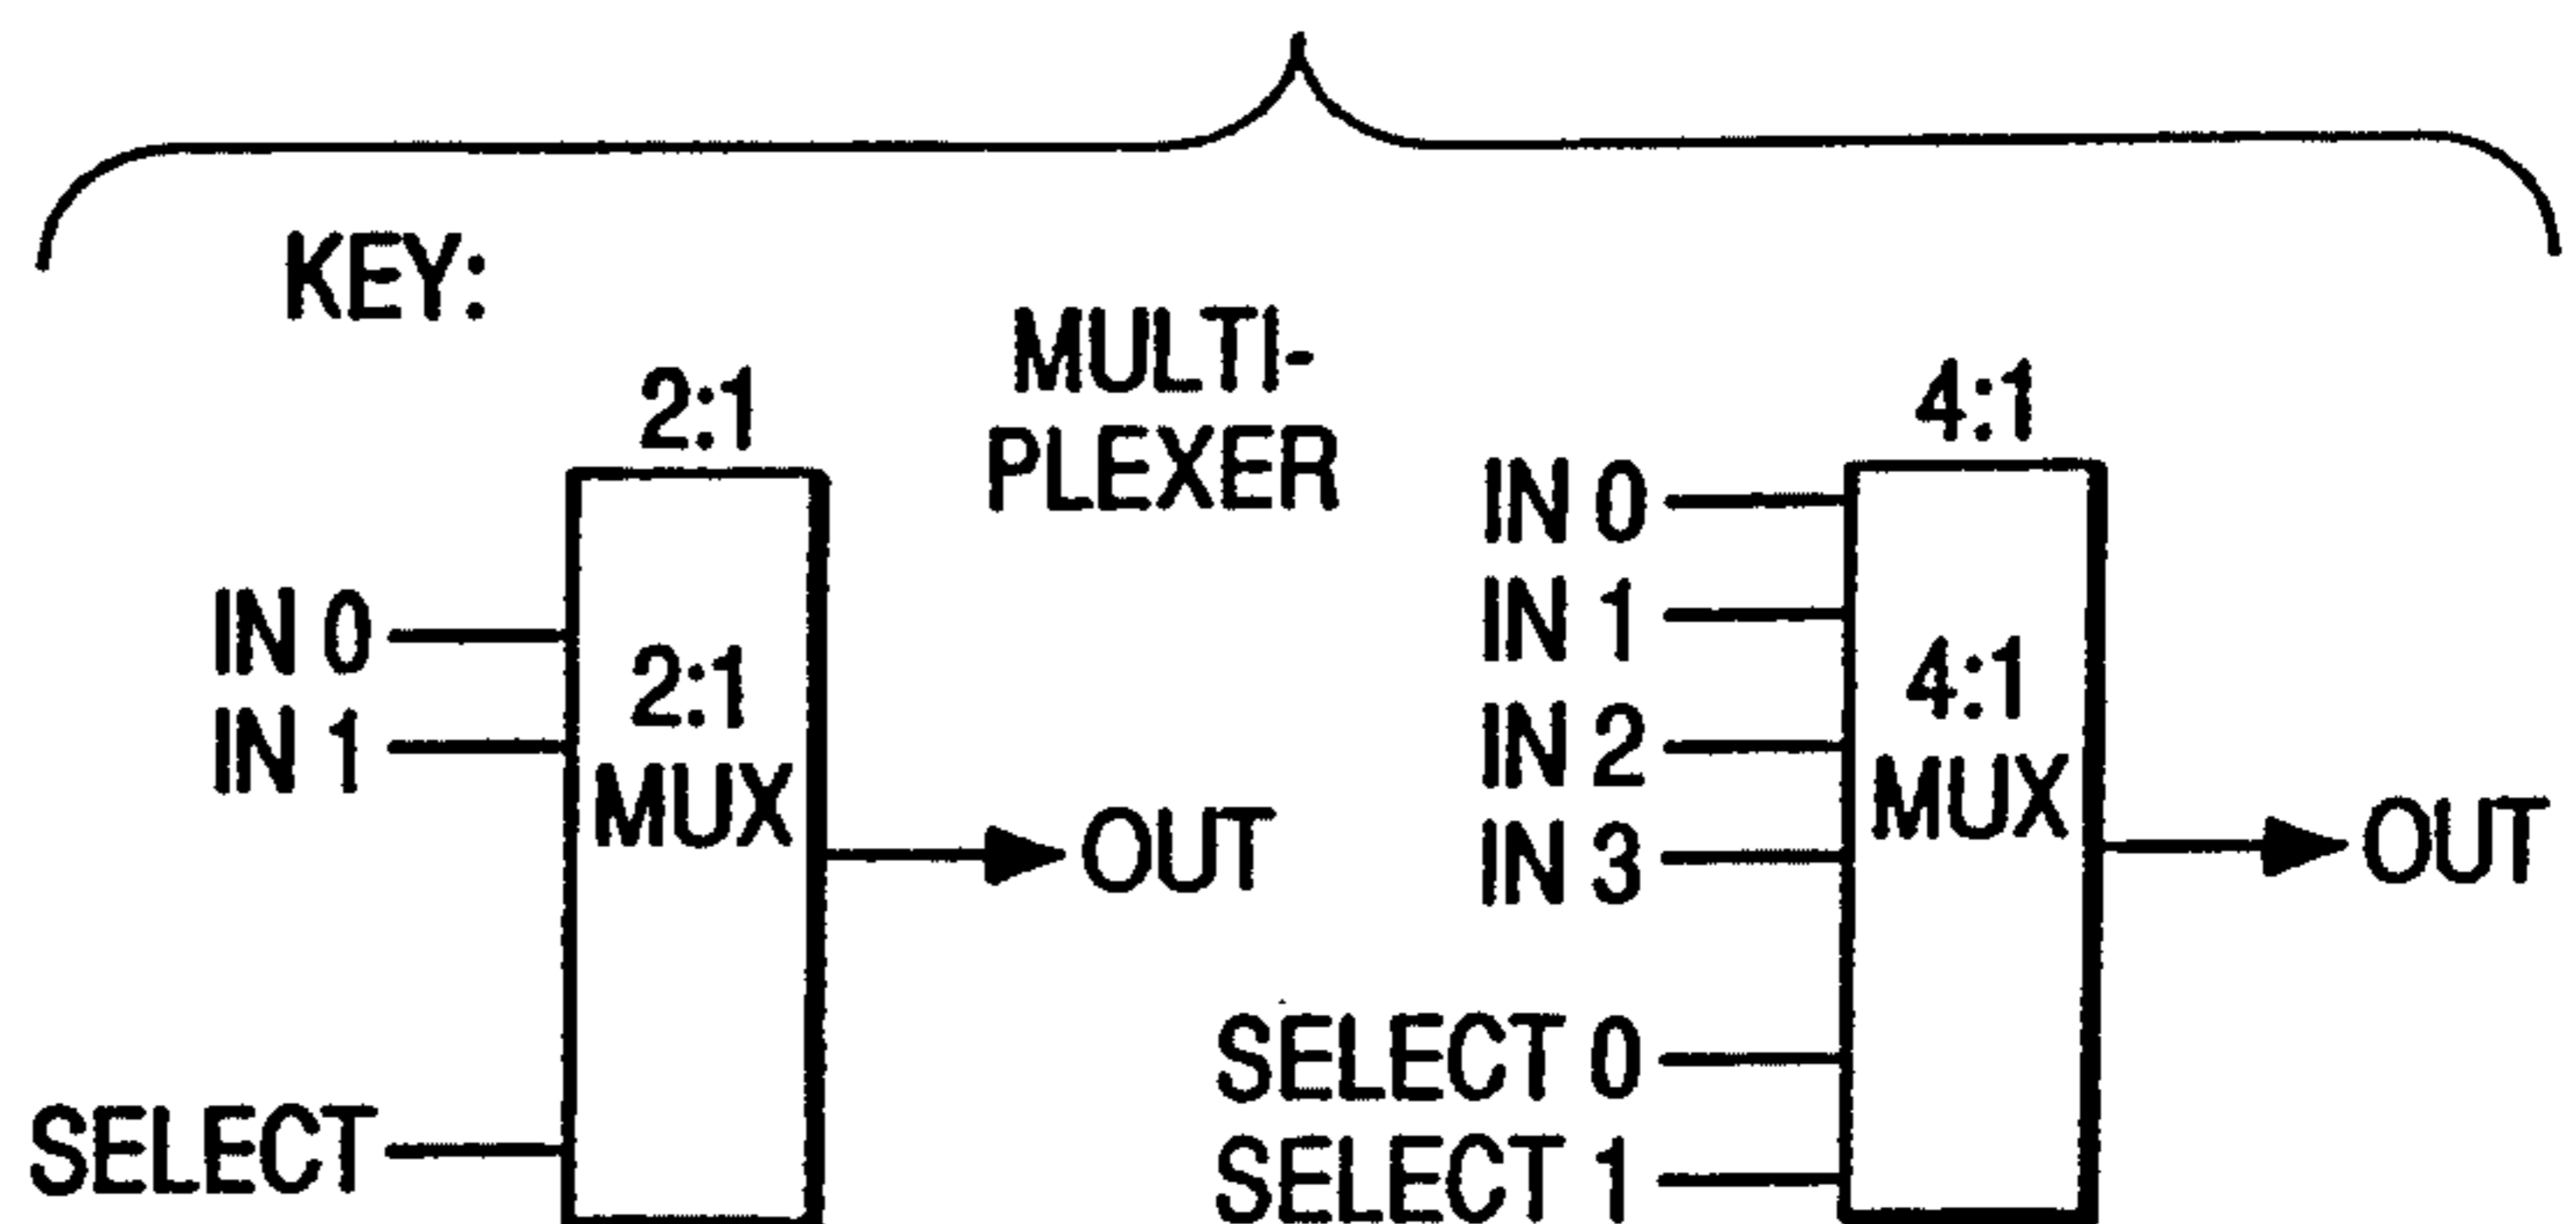 KEY:
MULTI-
PLEXER
2:1
IN 0
IN 1
2:1
MUX
OUT
SELECT
4:1
IN 0
IN 1
IN 2
IN 3
4:1
MUX
OUT
SELECT 0
SELECT 1